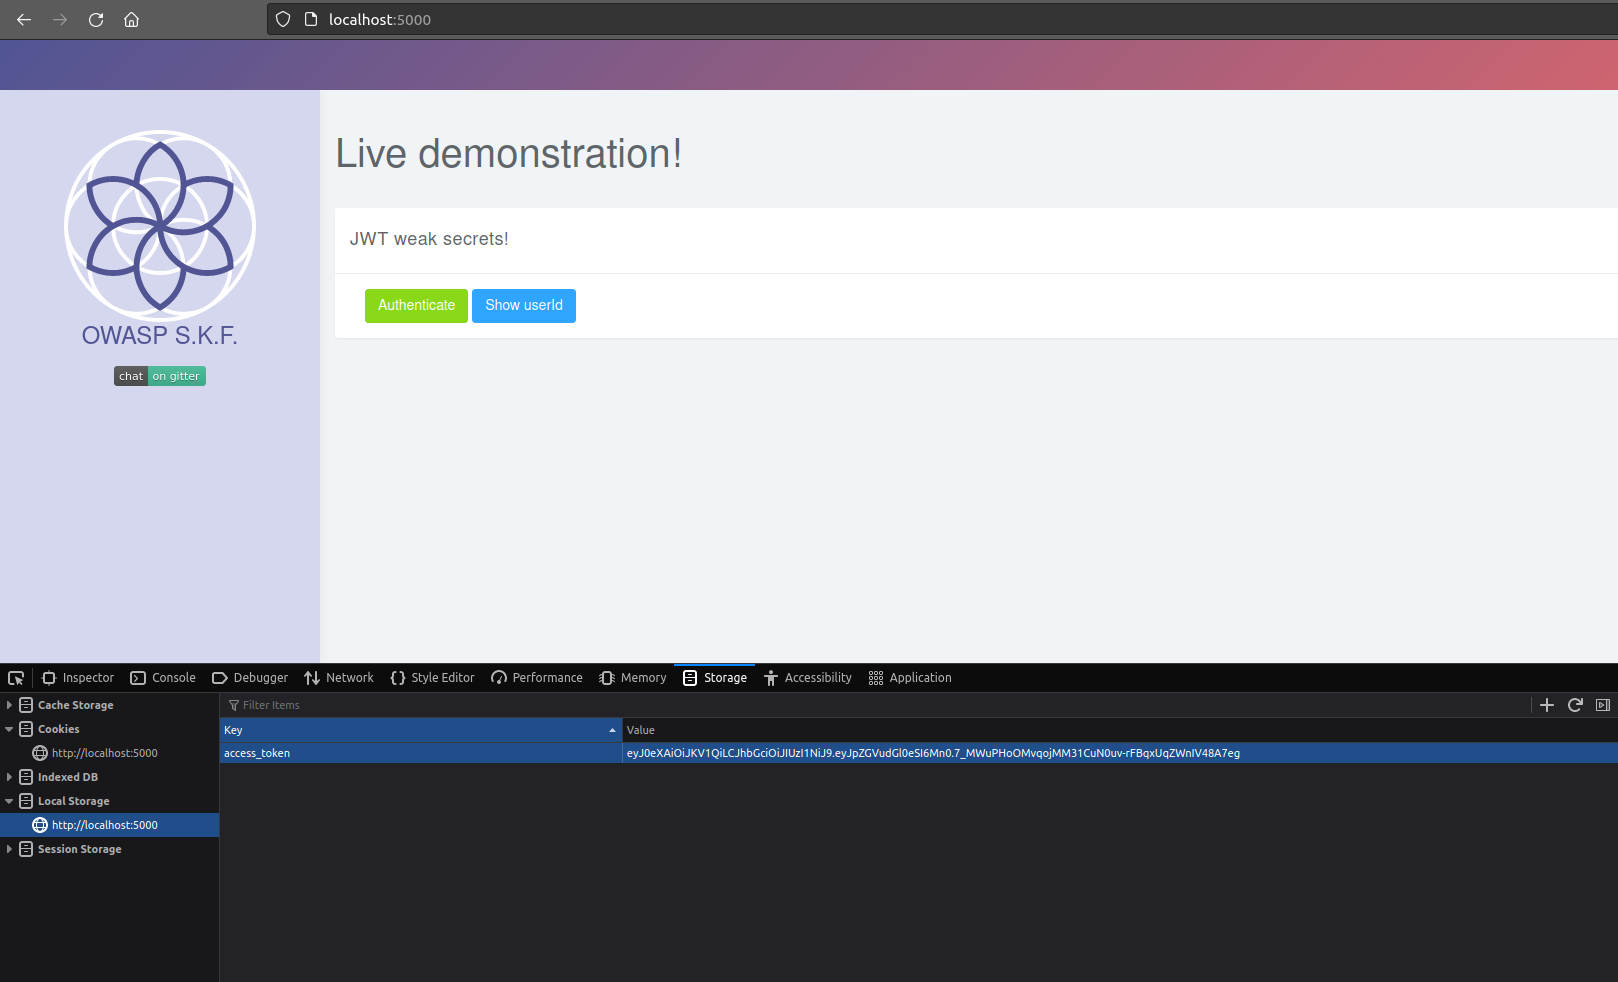 localhost:5000
Live demonstration!
JWT weak secrets!
Authenticate Show userId
OWASP S.K.F.
chat on gitter
Inspector Console Debugger Network Style Editor Performance Memory Storage Accessibility Application
Cache Storage
Cookies
http://localhost:5000
Indexed DB
Local Storage
http://localhost:5000
Session Storage
Filter Items
Key Value
access_token eyJ0eXAiOiJKV1QiLCJhbGciOiJIUzI1NiJ9.eyJpZGVudGl0eSI6Mn0.7_MWuPHoOMvqojMM31CuN0uv-rFBqxUqZWnIV48A7eg